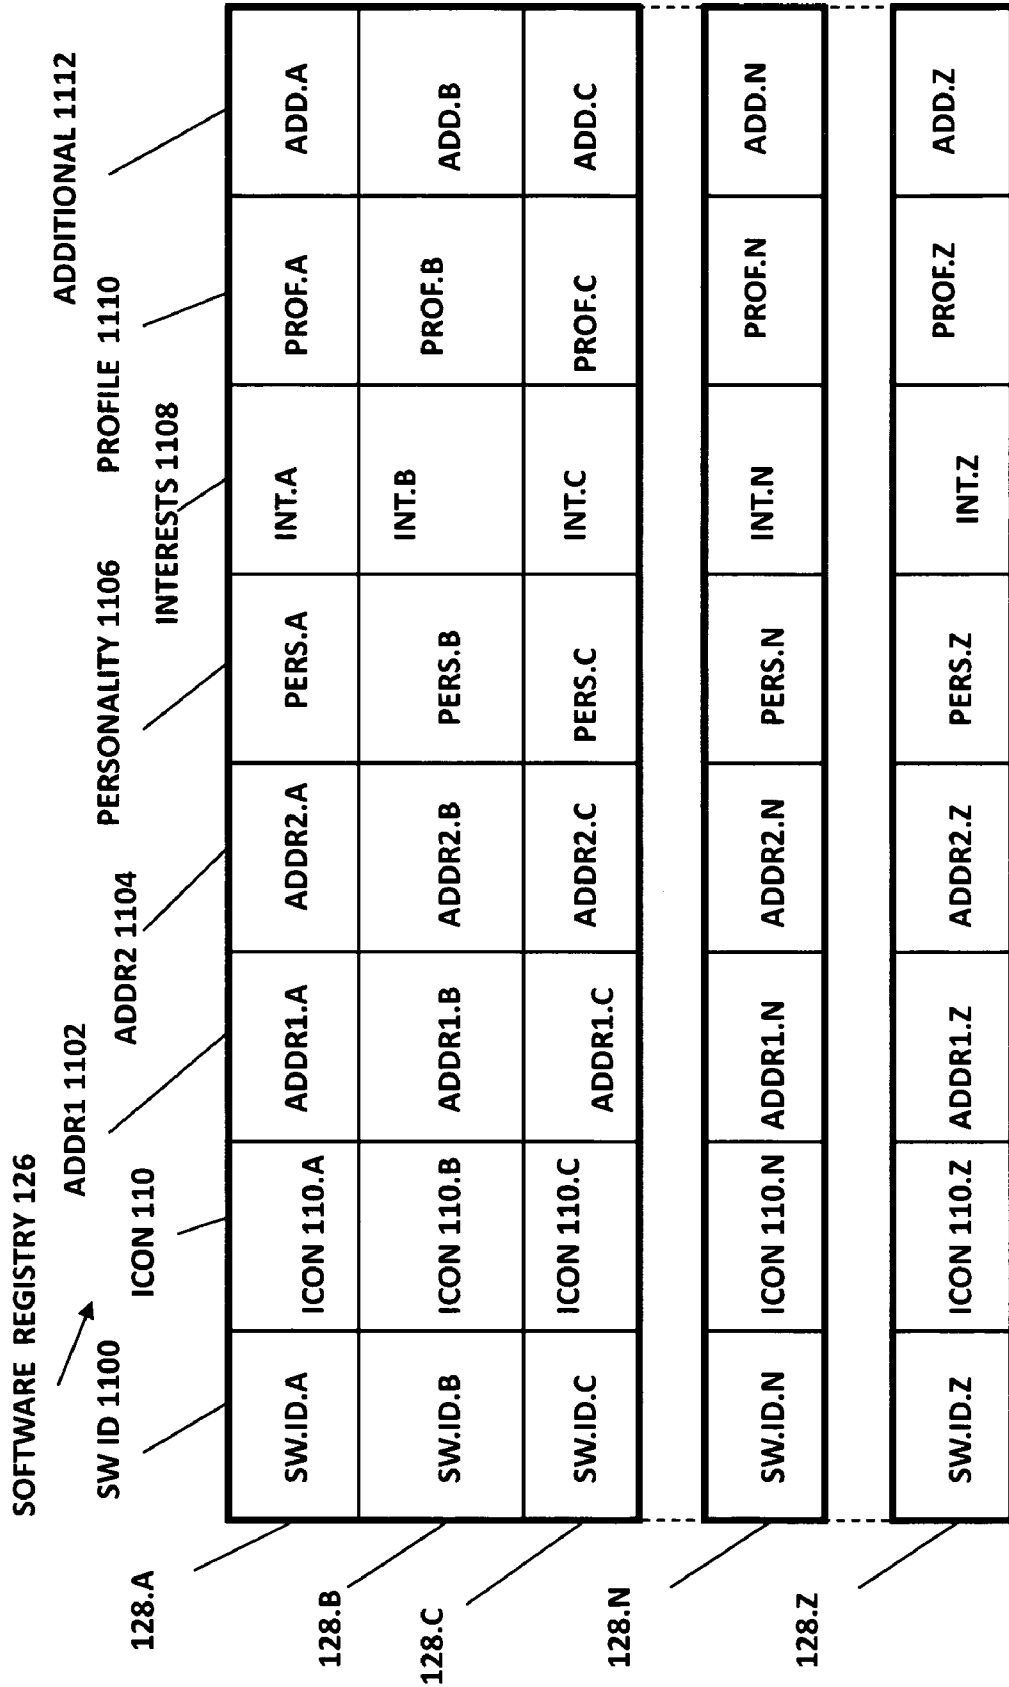 SOFTWARE REGISTRY 126
SW ID 1100
ICON 110
ADDR1 1102
ADDR2 1104
PERSONALITY 1106
INTERESTS 1108
PROFILE 1110
ADDITIONAL 1112
128.A
SW.ID.A
ICON 110.A
ADDR1.A
ADDR2.A
PERS.A
INT.A
PROF.A
ADD.A
128.B
SW.ID.B
ICON 110.B
ADDR1.B
ADDR2.B
PERS.B
INT.B
PROF.B
ADD.B
128.C
SW.ID.C
ICON 110.C
ADDR1.C
ADDR2.C
PERS.C
INT.C
PROF.C
ADD.C
128.N
SW.ID.N
ICON 110.N
ADDR1.N
ADDR2.N
PERS.N
INT.N
PROF.N
ADD.N
128.Z
SW.ID.Z
ICON 110.Z
ADDR1.Z
ADDR2.Z
PERS.Z
INT.Z
PROF.Z
ADD.Z